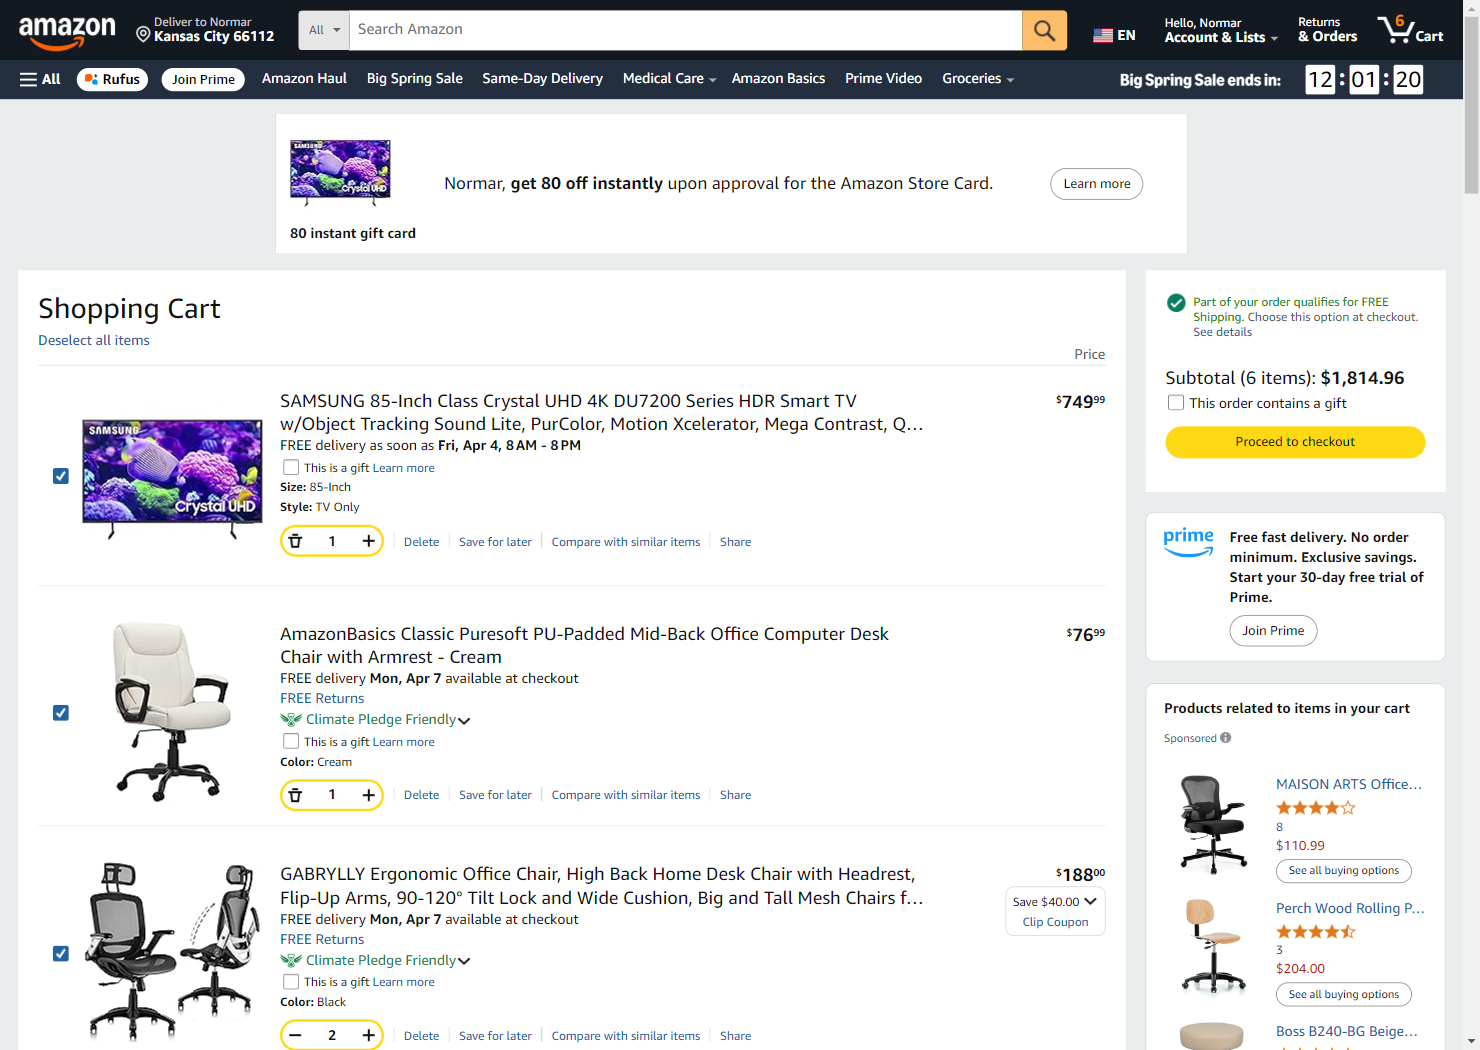 amazon
Deliver to Normar
Kansas City 66112
All
Search Amazon
EN
Hello, Normar
Account & Lists
Returns
& Orders
6
Cart
All
Rufus
Join Prime
Amazon Haul
Big Spring Sale
Same-Day Delivery
Medical Care
Amazon Basics
Prime Video
Groceries
Big Spring Sale ends in:
12:01:20
SAMSUNG
Crystal UHD
80 instant gift card
Normar, get 80 off instantly upon approval for the Amazon Store Card.
Learn more
Shopping Cart
Deselect all items
Price
SAMSUNG
Crystal UHD
SAMSUNG 85-Inch Class Crystal UHD 4K DU7200 Series HDR Smart TV
w/Object Tracking Sound Lite, PurColor, Motion Xcelerator, Mega Contrast, Q…
$749.99
FREE delivery as soon as Fri, Apr 4, 8 AM - 8 PM
This is a gift Learn more
Size: 85-Inch
Style: TV Only
1
Delete
Save for later
Compare with similar items
Share
AmazonBasics Classic Puresoft PU-Padded Mid-Back Office Computer Desk
Chair with Armrest - Cream
$76.99
FREE delivery Mon, Apr 7 available at checkout
FREE Returns
Climate Pledge Friendly
This is a gift Learn more
Color: Cream
1
Delete
Save for later
Compare with similar items
Share
GABRYLLY Ergonomic Office Chair, High Back Home Desk Chair with Headrest,
Flip-Up Arms, 90-120° Tilt Lock and Wide Cushion, Big and Tall Mesh Chairs f…
$188.00
Save $40.00
Clip Coupon
FREE delivery Mon, Apr 7 available at checkout
FREE Returns
Climate Pledge Friendly
This is a gift Learn more
Color: Black
2
Delete
Save for later
Compare with similar items
Share
Part of your order qualifies for FREE
Shipping. Choose this option at checkout.
See details
Subtotal (6 items): $1,814.96
This order contains a gift
Proceed to checkout
prime
Free fast delivery. No order
minimum. Exclusive savings.
Start your 30-day free trial of
Prime.
Join Prime
Products related to items in your cart
Sponsored
MAISON ARTS Office…
8
$110.99
See all buying options
Perch Wood Rolling P…
3
$204.00
See all buying options
Boss B240-BG Beige…